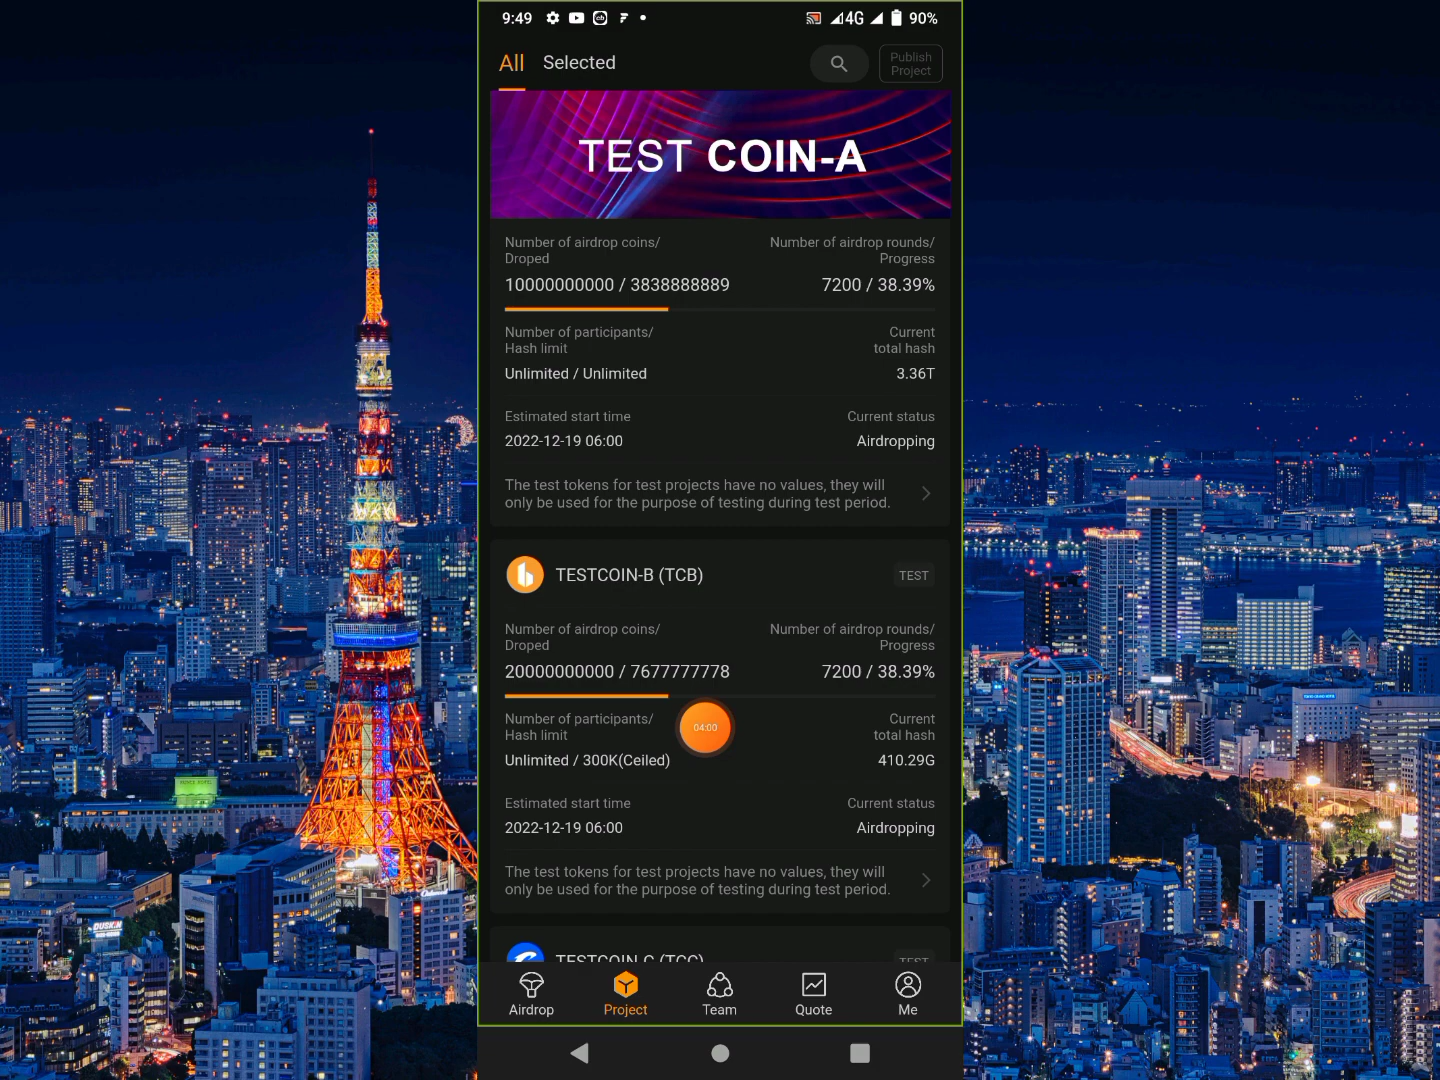 9:49
4G
90%
All
Selected
Publish
Project
TEST COIN-A
Number of airdrop coins/
Droped
Number of airdrop rounds/
Progress
10000000000 / 3838888889
7200 / 38.39%
Number of participants/
Hash limit
Current
total hash
Unlimited / Unlimited
3.36T
Estimated start time
Current status
2022-12-19 06:00
Airdropping
The test tokens for test projects have no values, they will
only be used for the purpose of testing during test period.
TESTCOIN-B (TCB)
TEST
Number of airdrop coins/
Droped
Number of airdrop rounds/
Progress
20000000000 / 7677777778
7200 / 38.39%
04:00
Number of participants/
Hash limit
Current
total hash
Unlimited / 300K(Ceiled)
410.29G
Estimated start time
Current status
2022-12-19 06:00
Airdropping
The test tokens for test projects have no values, they will
only be used for the purpose of testing during test period.
DUSKIN
TESTCOIN-C (TCC)
TEST
Airdrop
Project
Team
Quote
Me